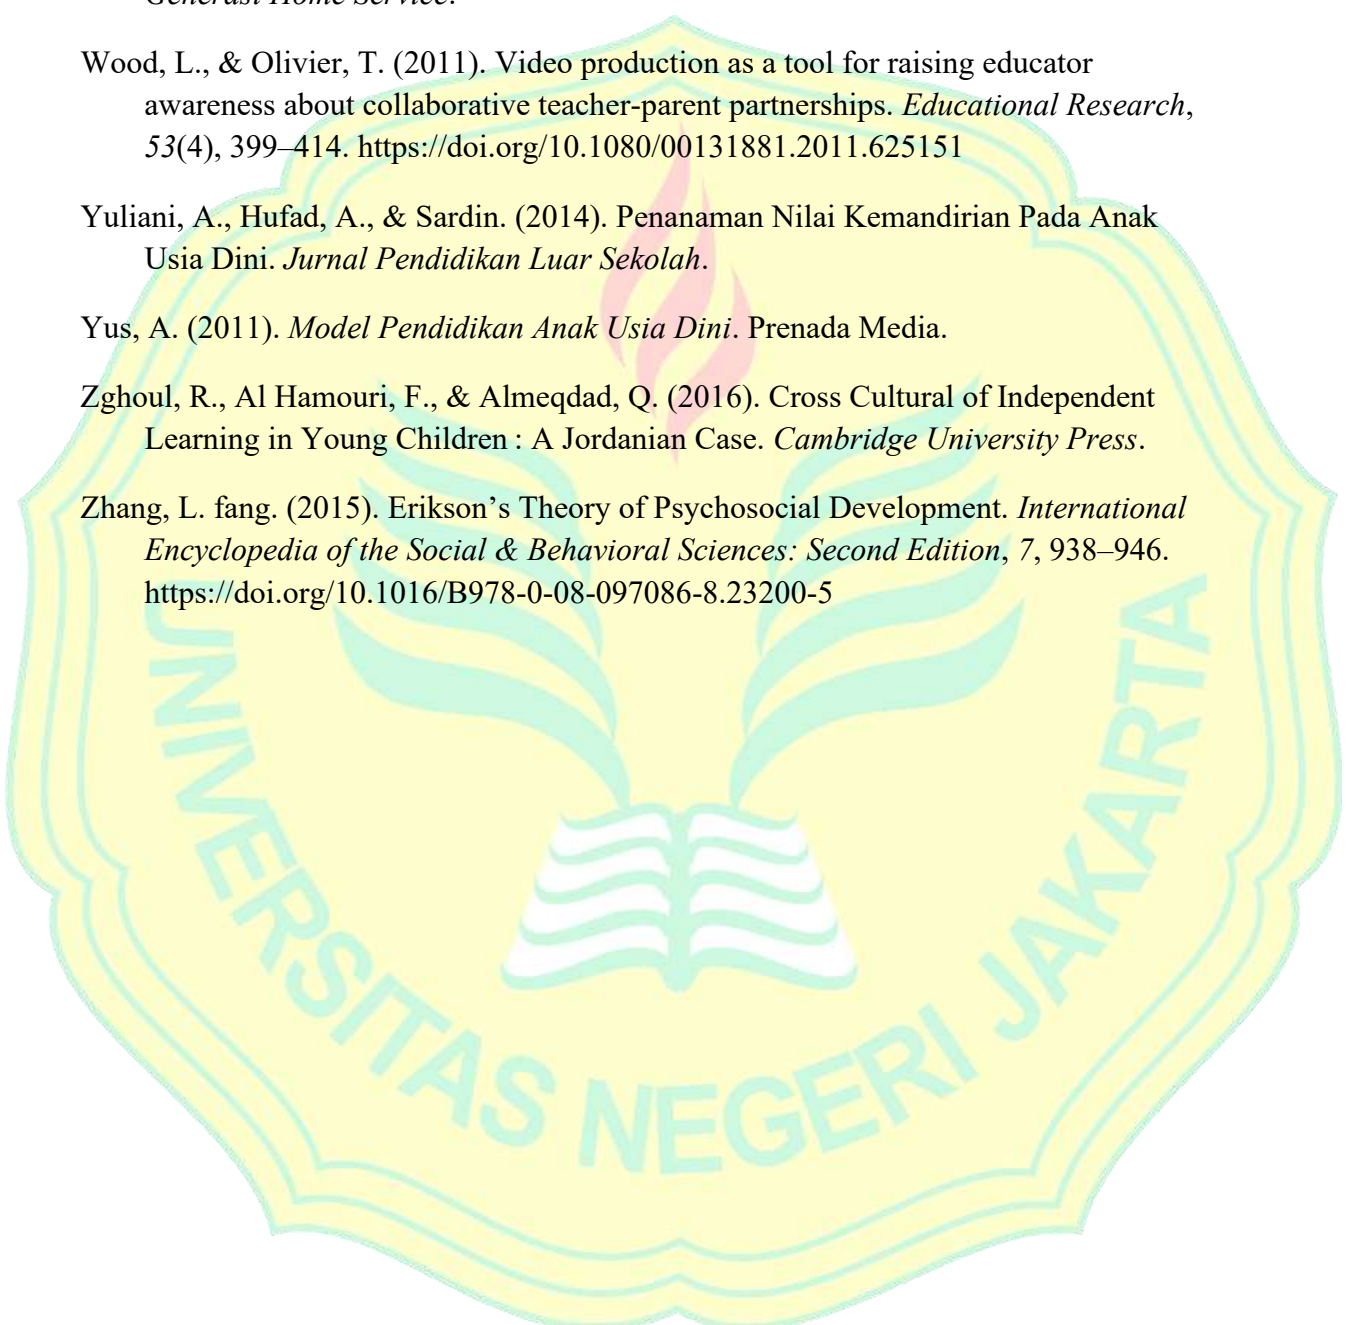 Generasi Home Service.
Wood, L., & Olivier, T. (2011). Video production as a tool for raising educator
awareness about collaborative teacher-parent partnerships. Educational Research,
53(4), 399–414. https://doi.org/10.1080/00131881.2011.625151
Yuliani, A., Hufad, A., & Sardin. (2014). Penanaman Nilai Kemandirian Pada Anak
Usia Dini. Jurnal Pendidikan Luar Sekolah.
Yus, A. (2011). Model Pendidikan Anak Usia Dini. Prenada Media.
Zghoul, R., Al Hamouri, F., & Almeqdad, Q. (2016). Cross Cultural of Independent
Learning in Young Children : A Jordanian Case. Cambridge University Press.
Zhang, L. fang. (2015). Erikson’s Theory of Psychosocial Development. International
Encyclopedia of the Social & Behavioral Sciences: Second Edition, 7, 938–946.
https://doi.org/10.1016/B978-0-08-097086-8.23200-5
UNIVERSITAS NEGERI JAKARTA